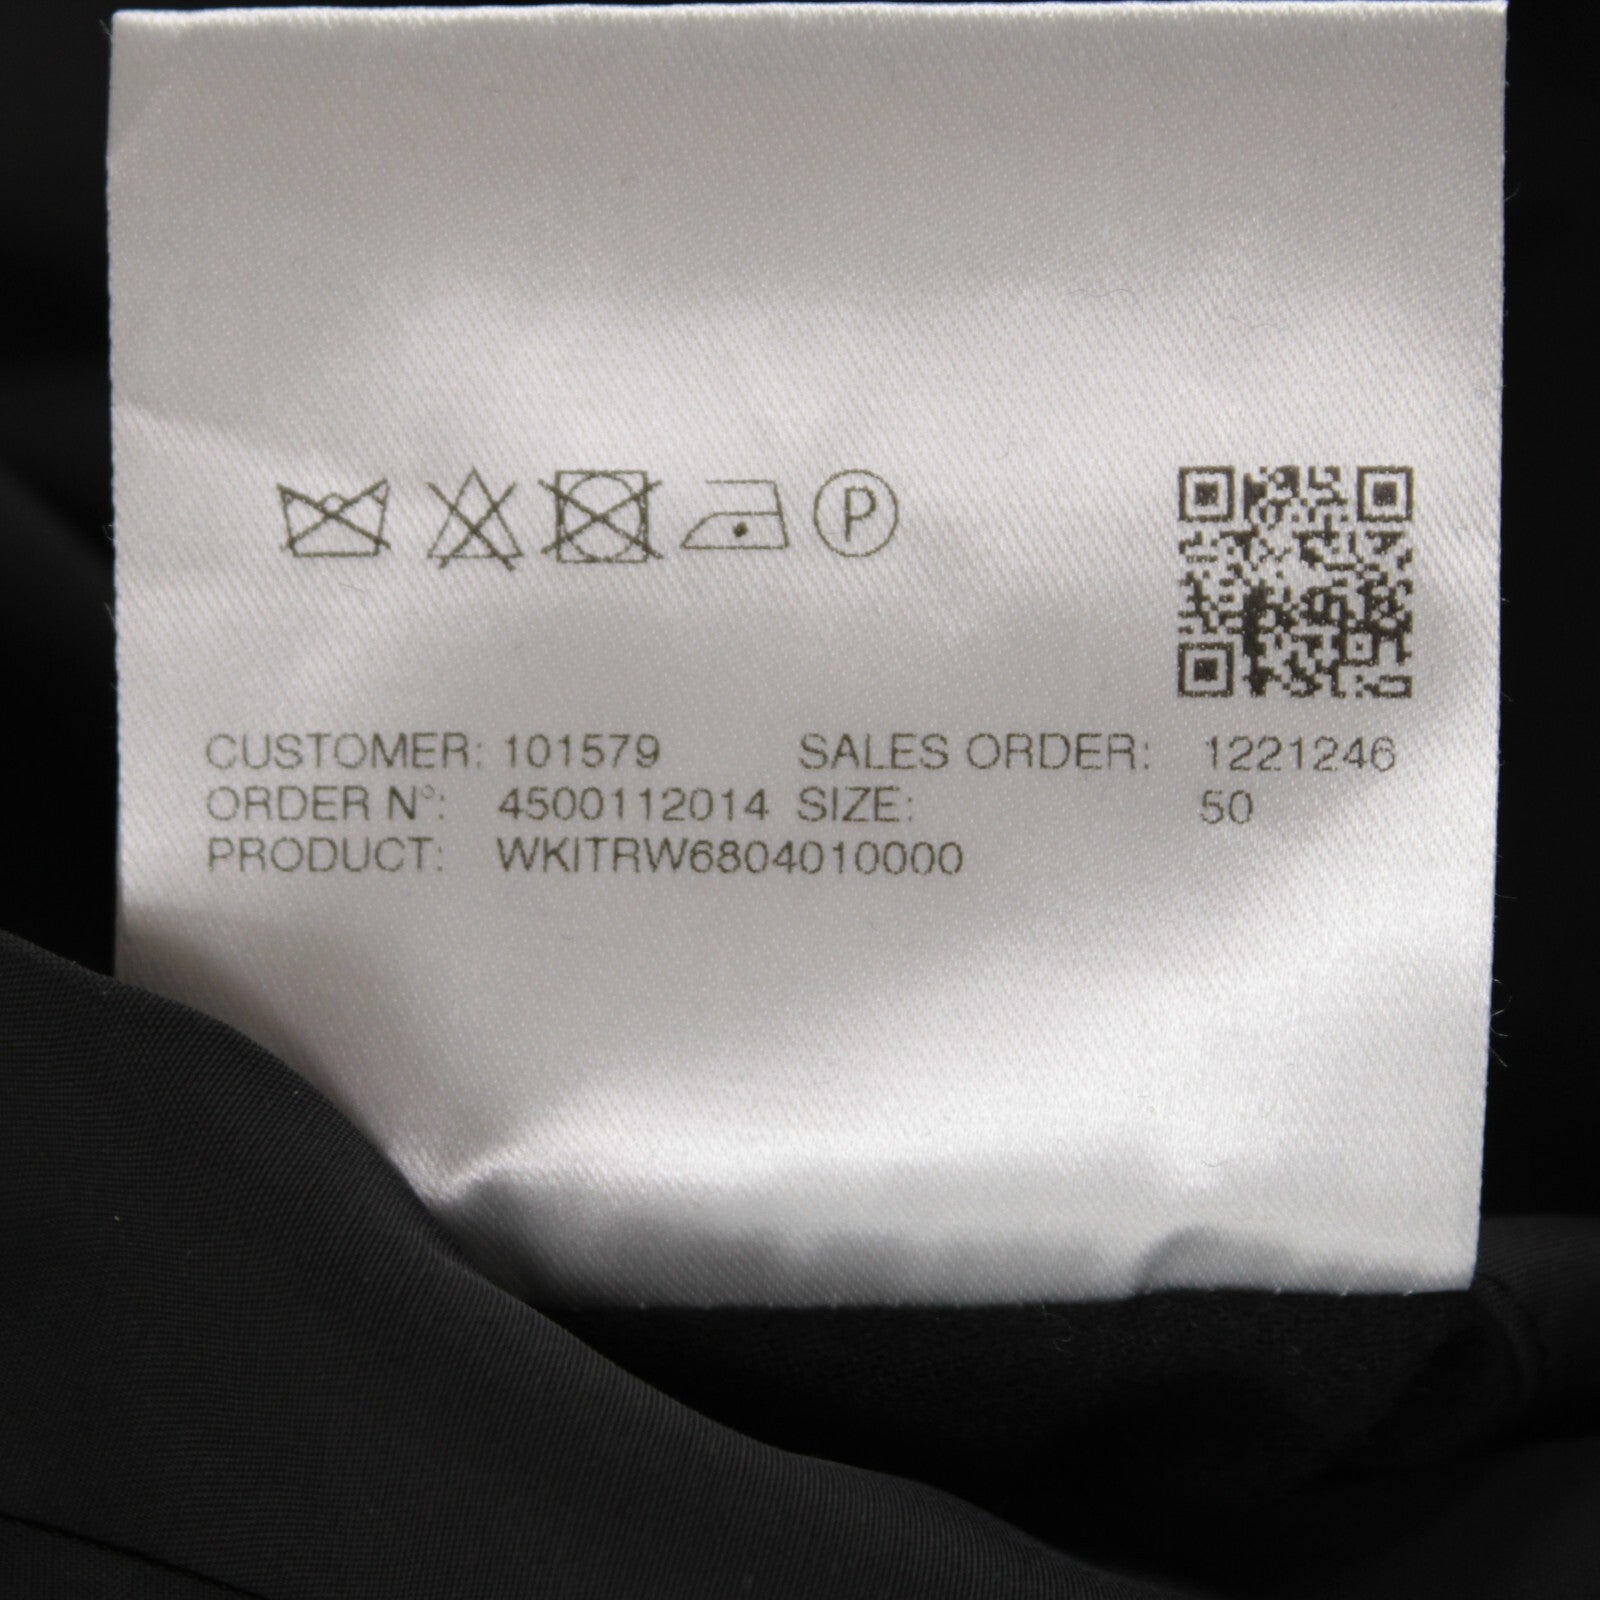 P
CUSTOMER: 101579 SALES ORDER: 1221246
ORDER N°: 4500112014 SIZE: 50
PRODUCT: WKITRW6804010000